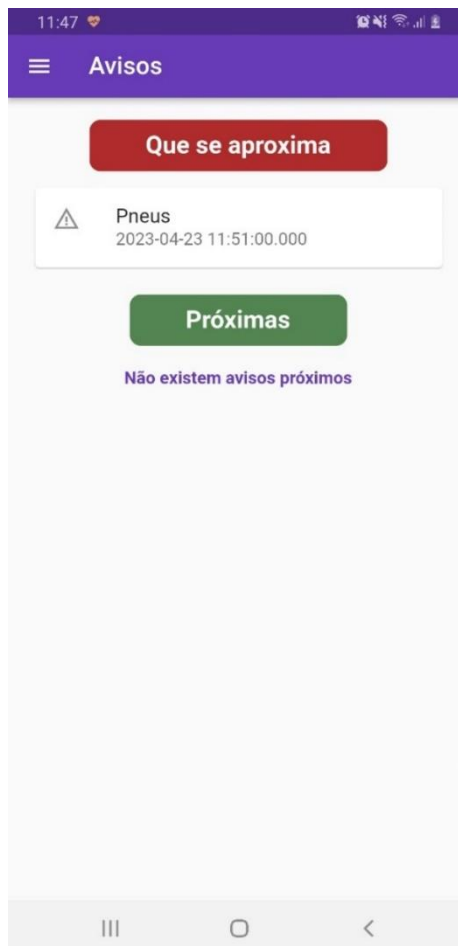 11:47
Avisos
Que se aproxima
Pneus
2023-04-23 11:51:00.000
Próximas
Não existem avisos próximos